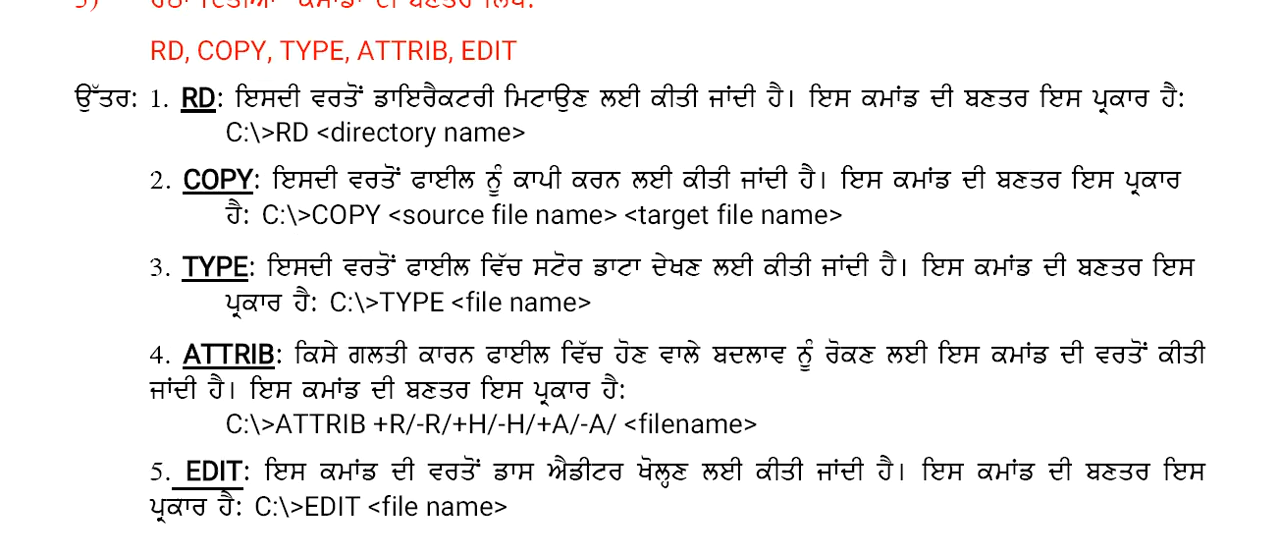 RD, COPY, TYPE, ATTRIB, EDIT
ਉੱਤਰ: 1. RD: ਇਸਦੀ ਵਰਤੋਂ ਡਾਇਰੈਕਟਰੀ ਮਿਟਾਉਣ ਲਈ ਕੀਤੀ ਜਾਂਦੀ ਹੈ। ਇਸ ਕਮਾਂਡ ਦੀ ਬਣਤਰ ਇਸ ਪ੍ਰਕਾਰ ਹੈ:
C:\>RD <directory name>
2. COPY: ਇਸਦੀ ਵਰਤੋਂ ਫਾਈਲ ਨੂੰ ਕਾਪੀ ਕਰਨ ਲਈ ਕੀਤੀ ਜਾਂਦੀ ਹੈ। ਇਸ ਕਮਾਂਡ ਦੀ ਬਣਤਰ ਇਸ ਪ੍ਰਕਾਰ
ਹੈ: C:\>COPY <source file name> <target file name>
3. TYPE: ਇਸਦੀ ਵਰਤੋਂ ਫਾਈਲ ਵਿੱਚ ਸਟੋਰ ਡਾਟਾ ਦੇਖਣ ਲਈ ਕੀਤੀ ਜਾਂਦੀ ਹੈ। ਇਸ ਕਮਾਂਡ ਦੀ ਬਣਤਰ ਇਸ
ਪ੍ਰਕਾਰ ਹੈ: C:\>TYPE <file name>
4. ATTRIB: ਕਿਸੇ ਗਲਤੀ ਕਾਰਨ ਫਾਈਲ ਵਿੱਚ ਹੋਣ ਵਾਲੇ ਬਦਲਾਵ ਨੂੰ ਰੋਕਣ ਲਈ ਇਸ ਕਮਾਂਡ ਦੀ ਵਰਤੋਂ ਕੀਤੀ
ਜਾਂਦੀ ਹੈ। ਇਸ ਕਮਾਂਡ ਦੀ ਬਣਤਰ ਇਸ ਪ੍ਰਕਾਰ ਹੈ:
C:\>ATTRIB +R/-R/+H/-H/+A/-A/ <filename>
5. EDIT: ਇਸ ਕਮਾਂਡ ਦੀ ਵਰਤੋਂ ਡਾਸ ਐਡੀਟਰ ਖੋਲ੍ਹਣ ਲਈ ਕੀਤੀ ਜਾਂਦੀ ਹੈ। ਇਸ ਕਮਾਂਡ ਦੀ ਬਣਤਰ ਇਸ
ਪ੍ਰਕਾਰ ਹੈ: C:\>EDIT <file name>